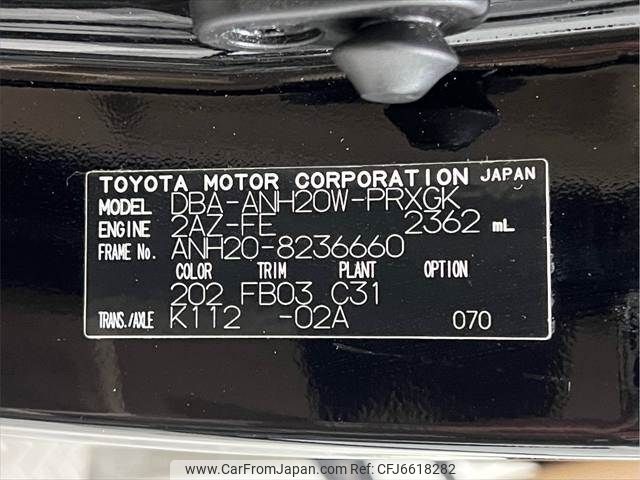 TOYOTA MOTOR CORPORATION JAPAN
MODEL DBA-ANH20W-PRXGK
ENGINE 2AZ-FE 2362 mL
FRAME No. ANH20-8236660
COLOR TRIM PLANT OPTION
202 FB03 C31
TRANS./AXLE K112 -02A 070
www.CarFromJapan.com | Ref. No: CFJ6618282